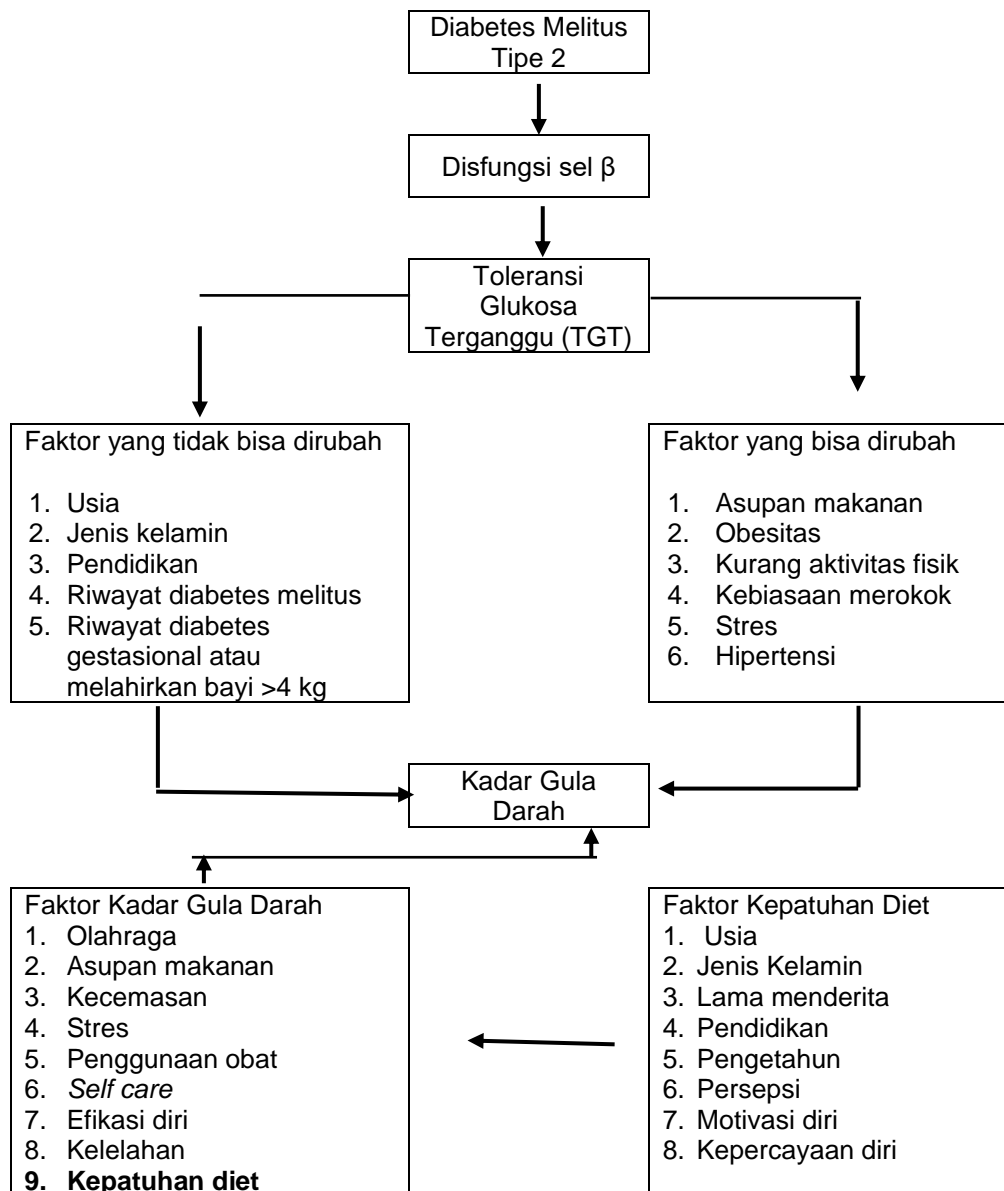 Diabetes Melitus
Tipe 2
Disfungsi sel β
Toleransi
Glukosa
Terganggu (TGT)
Faktor yang tidak bisa dirubah
1. Usia
2. Jenis kelamin
3. Pendidikan
4. Riwayat diabetes melitus
5. Riwayat diabetes
gestasional atau
melahirkan bayi >4 kg
Faktor yang bisa dirubah
1. Asupan makanan
2. Obesitas
3. Kurang aktivitas fisik
4. Kebiasaan merokok
5. Stres
6. Hipertensi
Kadar Gula
Darah
Faktor Kadar Gula Darah
1. Olahraga
2. Asupan makanan
3. Kecemasan
4. Stres
5. Penggunaan obat
6. Self care
7. Efikasi diri
8. Kelelahan
9. Kepatuhan diet
Faktor Kepatuhan Diet
1. Usia
2. Jenis Kelamin
3. Lama menderita
4. Pendidikan
5. Pengetahun
6. Persepsi
7. Motivasi diri
8. Kepercayaan diri